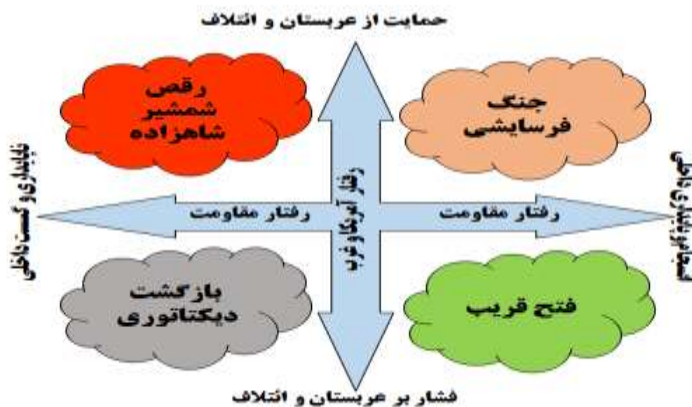 حمایت از عربستان و ائتلاف
جنگ
فرسایشی
رقص
شمشیر
شاهزاده
رفتار مقاومت
رفتار مقاومت
رفتار آمریکا و غرب
ناپایداری و گسست داخلی
فتح قریب
بازگشت
دیکتاتوری
فشار بر عربستان و ائتلاف